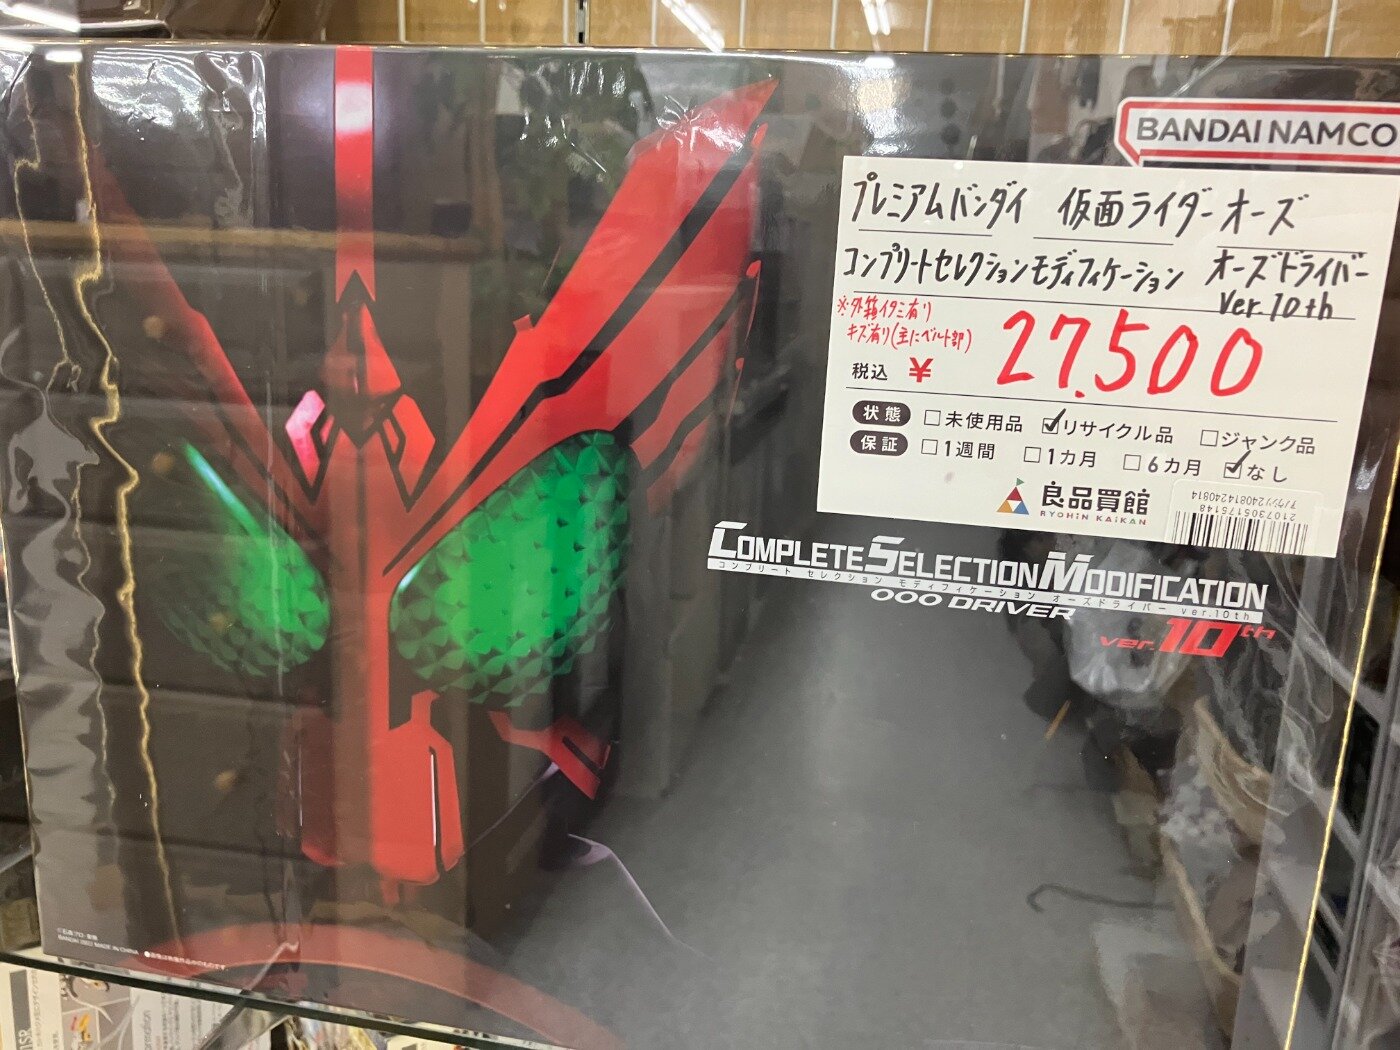 BANDAI NAMCO
プレミアムバンダイ 仮面ライダーオーズ
コンプリートセレクションモディフィケーション オーズドライバー
ver.10th
※外箱イタミ有り
キズ有り(主にベルト部)
税込 ¥ 27,500
状態 □未使用品 ☑リサイクル品 □ジャンク品
保証 □1週間 □1カ月 □6カ月 ☑なし
良品買館
RYOHIN KAIKAN
2107305175148
COMPLETE SELECTION MODIFICATION
コンプリート セレクション モディフィケーション オーズドライバー ver.10th
OOO DRIVER
ver.10th
BANDAI 2021 MADE IN CHINA